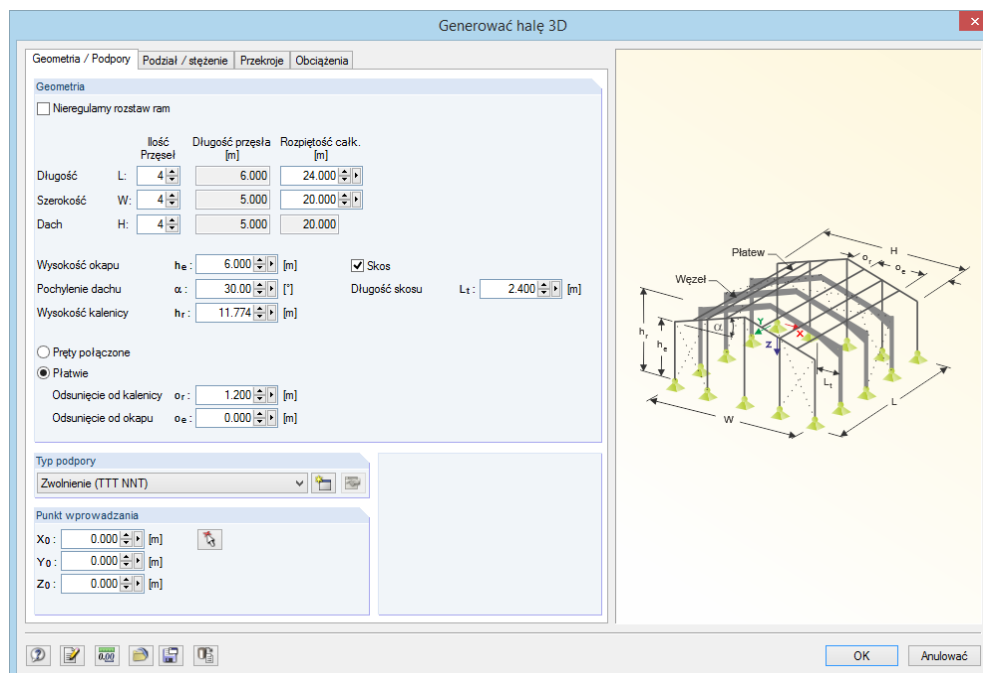 Generować halę 3D
Geometria / Podpory Podział / stężenie Przekroje Obciążenia
Geometria
Nieregularny rozstaw ram
Ilość Przęseł Długość przęsła [m] Rozpiętość całk. [m]
Długość L: 4 6.000 24.000
Szerokość W: 4 5.000 20.000
Dach H: 4 5.000 20.000
Wysokość okapu he : 6.000 [m] Skos
Pochylenie dachu α : 30.00 [°] Długość skosu Lt : 2.400 [m]
Wysokość kalenicy hr : 11.774 [m]
Pręty połączone
Płatwie
Odsunięcie od kalenicy or : 1.200 [m]
Odsunięcie od okapu oe : 0.000 [m]
Typ podpory
Zwolnienie (TTT NNT)
Punkt wprowadzania
X0 : 0.000 [m]
Y0 : 0.000 [m]
Z0 : 0.000 [m]
Płatew
Węzeł
H
or
oe
hr
he
α
Y
X
Z
Lt
L
W
0.00
OK Anulować